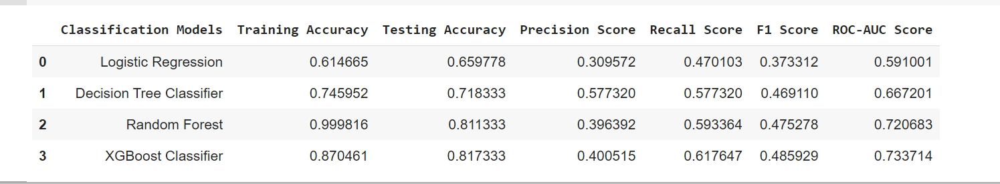 Classification Models Training Accuracy Testing Accuracy Precision Score Recall Score F1 Score ROC-AUC Score
0 Logistic Regression 0.614665 0.659778 0.309572 0.470103 0.373312 0.591001
1 Decision Tree Classifier 0.745952 0.718333 0.577320 0.577320 0.469110 0.667201
2 Random Forest 0.999816 0.811333 0.396392 0.593364 0.475278 0.720683
3 XGBoost Classifier 0.870461 0.817333 0.400515 0.617647 0.485929 0.733714